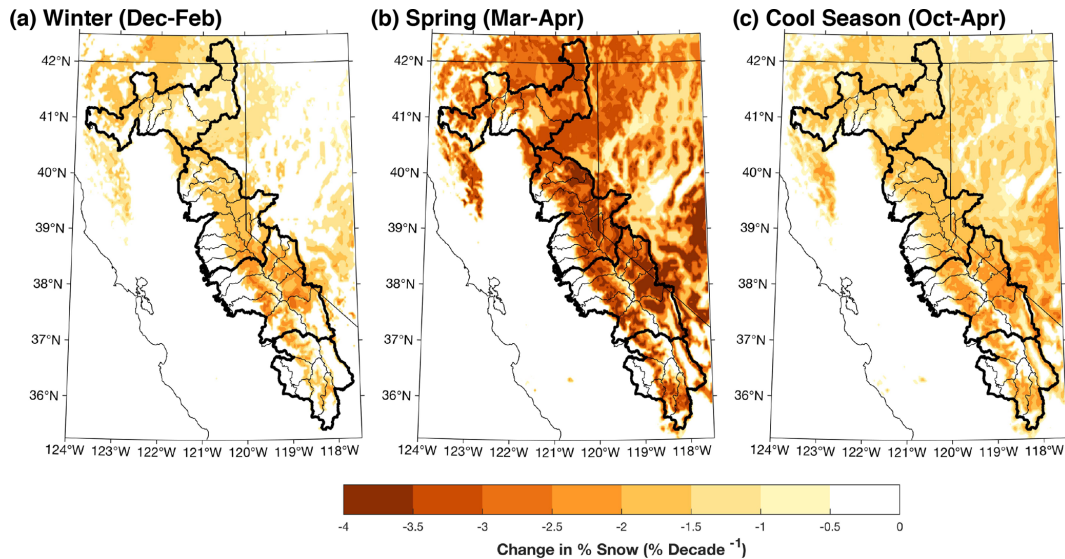 (a) Winter (Dec-Feb) (b) Spring (Mar-Apr) (c) Cool Season (Oct-Apr)
42°N 42°N 42°N
41°N 41°N 41°N
40°N 40°N 40°N
39°N 39°N 39°N
38°N 38°N 38°N
37°N 37°N 37°N
36°N 36°N 36°N
124°W 123°W 122°W 121°W 120°W 119°W 118°W 124°W 123°W 122°W 121°W 120°W 119°W 118°W 124°W 123°W 122°W 121°W 120°W 119°W 118°W
-4 -3.5 -3 -2.5 -2 -1.5 -1 -0.5 0
Change in % Snow (% Decade -1)